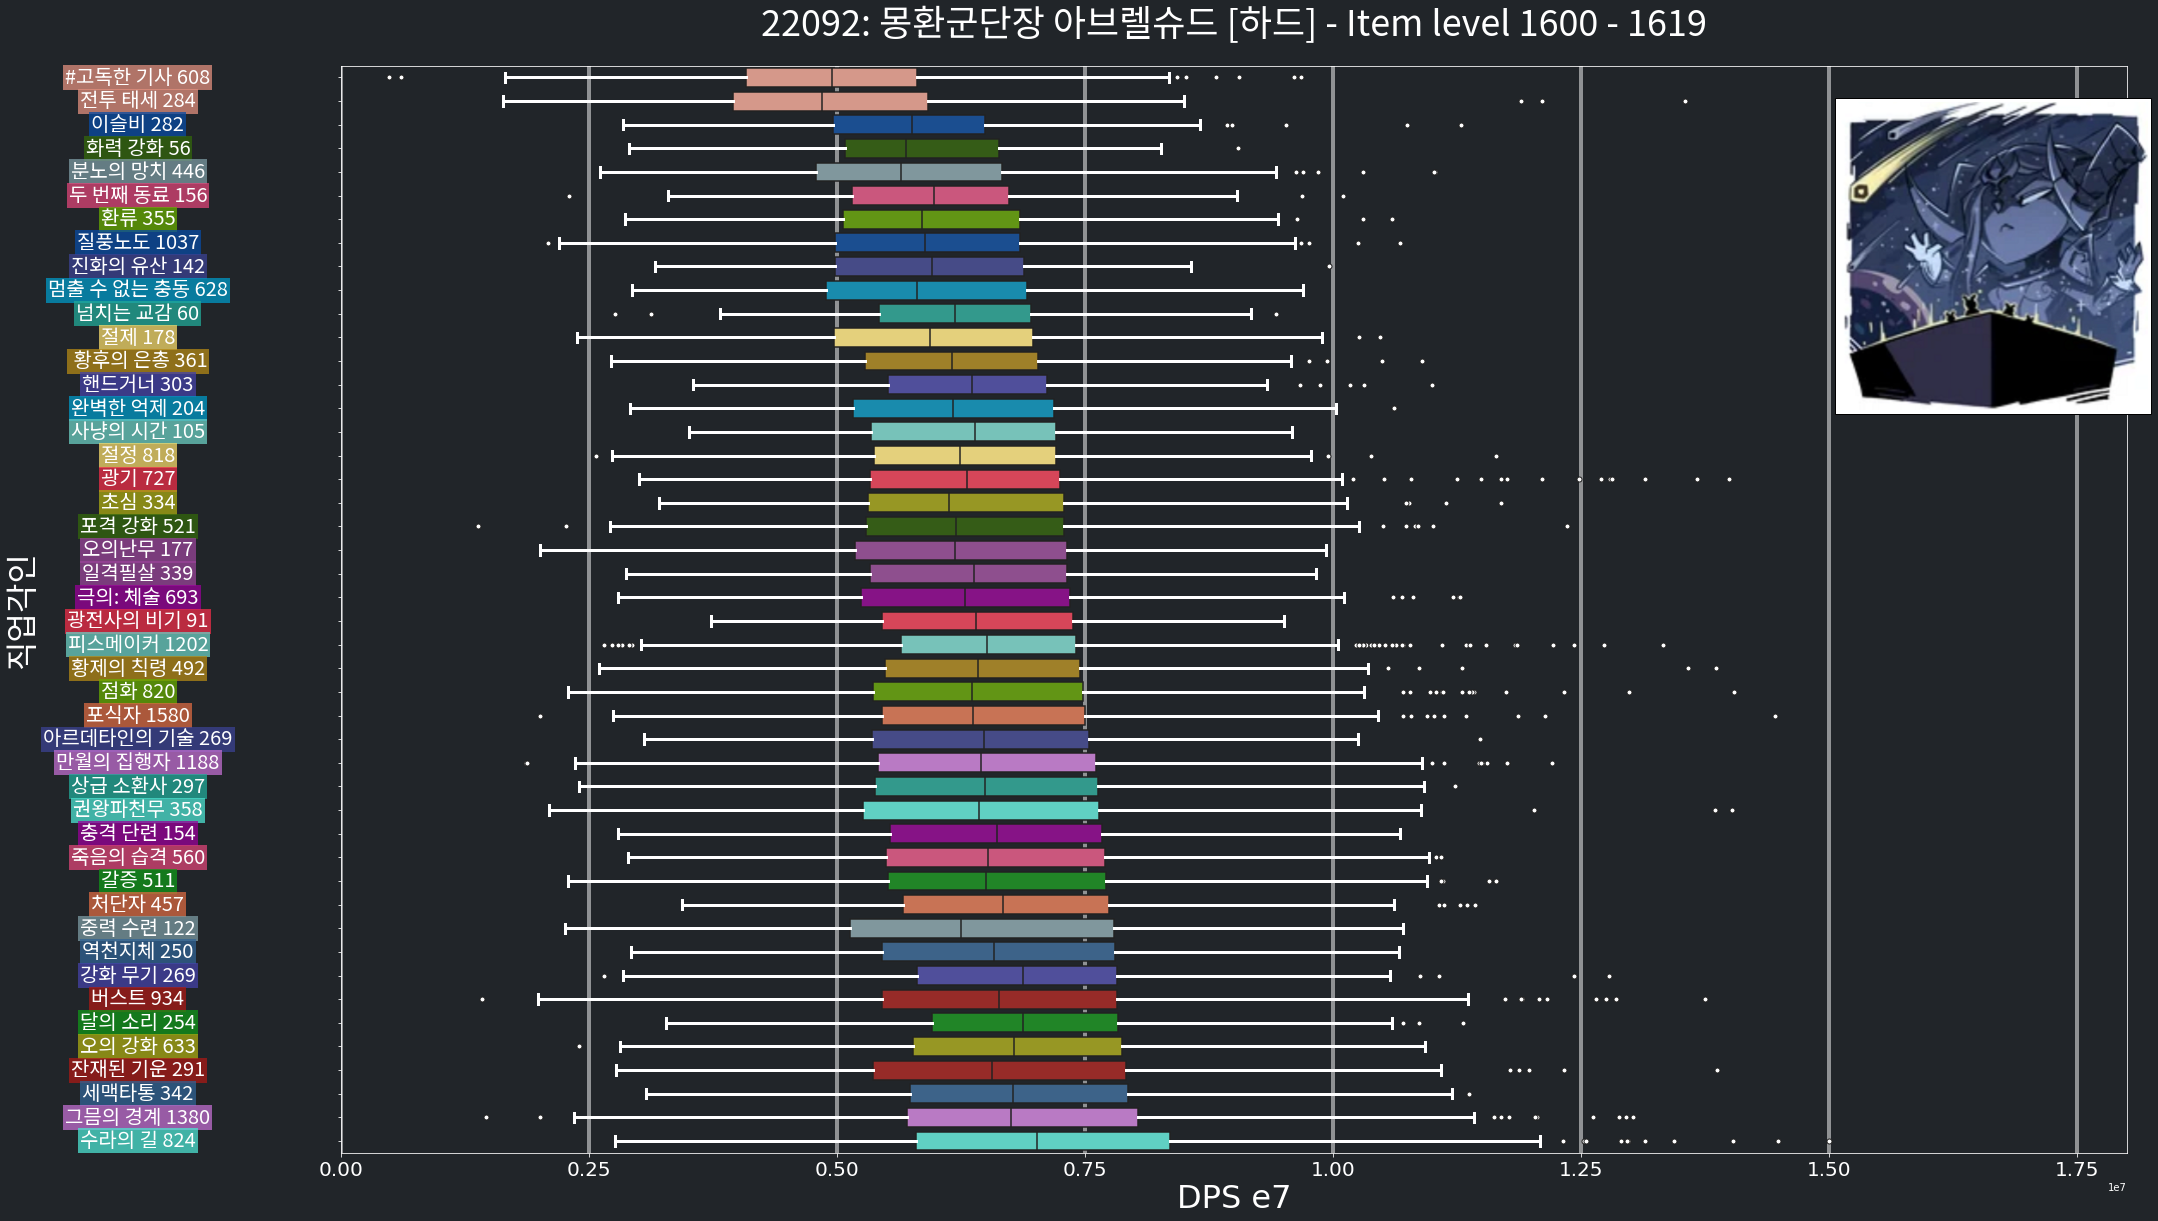 22092: 몽환군단장 아브렐슈드 [하드] - Item level 1600 - 1619
#고독한 기사 608
전투 태세 284
이슬비 282
화력 강화 56
분노의 망치 446
두 번째 동료 156
환류 355
질풍노도 1037
진화의 유산 142
멈출 수 없는 충동 628
넘치는 교감 60
절제 178
황후의 은총 361
핸드거너 303
완벽한 억제 204
사냥의 시간 105
절정 818
광기 727
초심 334
포격 강화 521
오의난무 177
일격필살 339
극의: 체술 693
광전사의 비기 91
피스메이커 1202
황제의 칙령 492
점화 820
포식자 1580
아르데타인의 기술 269
만월의 집행자 1188
상급 소환사 297
권왕파천무 358
충격 단련 154
죽음의 습격 560
갈증 511
처단자 457
중력 수련 122
역천지체 250
강화 무기 269
버스트 934
달의 소리 254
오의 강화 633
잔재된 기운 291
세맥타통 342
그믐의 경계 1380
수라의 길 824
직업각인
0.00 0.25 0.50 0.75 1.00 1.25 1.50 1.75
DPS e7
1e7